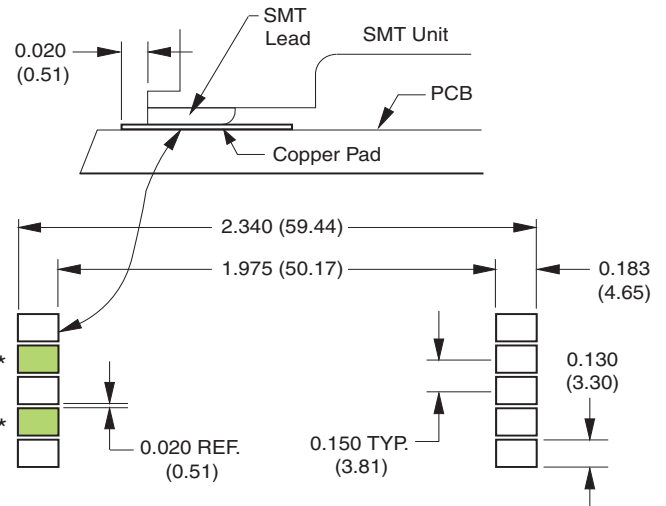 SMT
Lead
SMT Unit
0.020
(0.51)
PCB
Copper Pad
2.340 (59.44)
1.975 (50.17)
0.183
(4.65)
*
0.130
(3.30)
*
0.020 REF.
(0.51)
0.150 TYP.
(3.81)